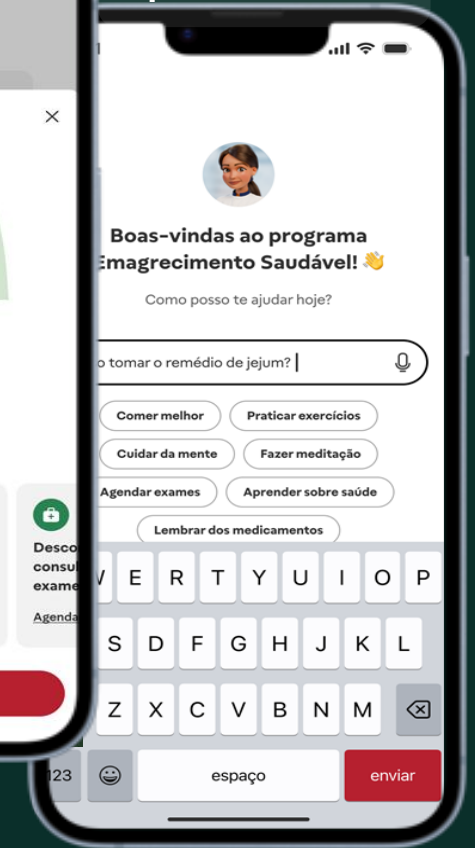 Boas-vindas ao programa
Emagrecimento Saudável! 👋
Como posso te ajudar hoje?
o tomar o remédio de jejum?
Comer melhor
Praticar exercícios
Cuidar da mente
Fazer meditação
Agendar exames
Aprender sobre saúde
Lembrar dos medicamentos
Desco
consul
exame
Agenda
W E R T Y U I O P
S D F G H J K L
Z X C V B N M
123
espaço
enviar